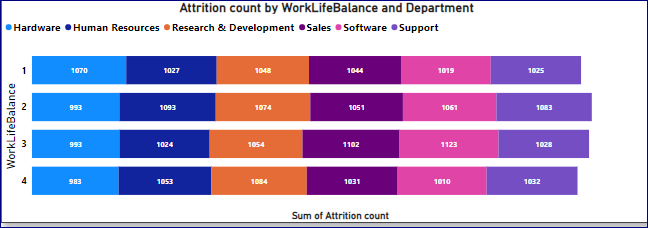 Attrition count by WorkLifeBalance and Department
Hardware Human Resources Research & Development Sales Software Support
WorkLifeBalance
1 1070 1027 1048 1044 1019 1025
2 993 1093 1074 1051 1061 1083
3 993 1024 1054 1102 1123 1028
4 983 1053 1084 1031 1010 1032
Sum of Attrition count